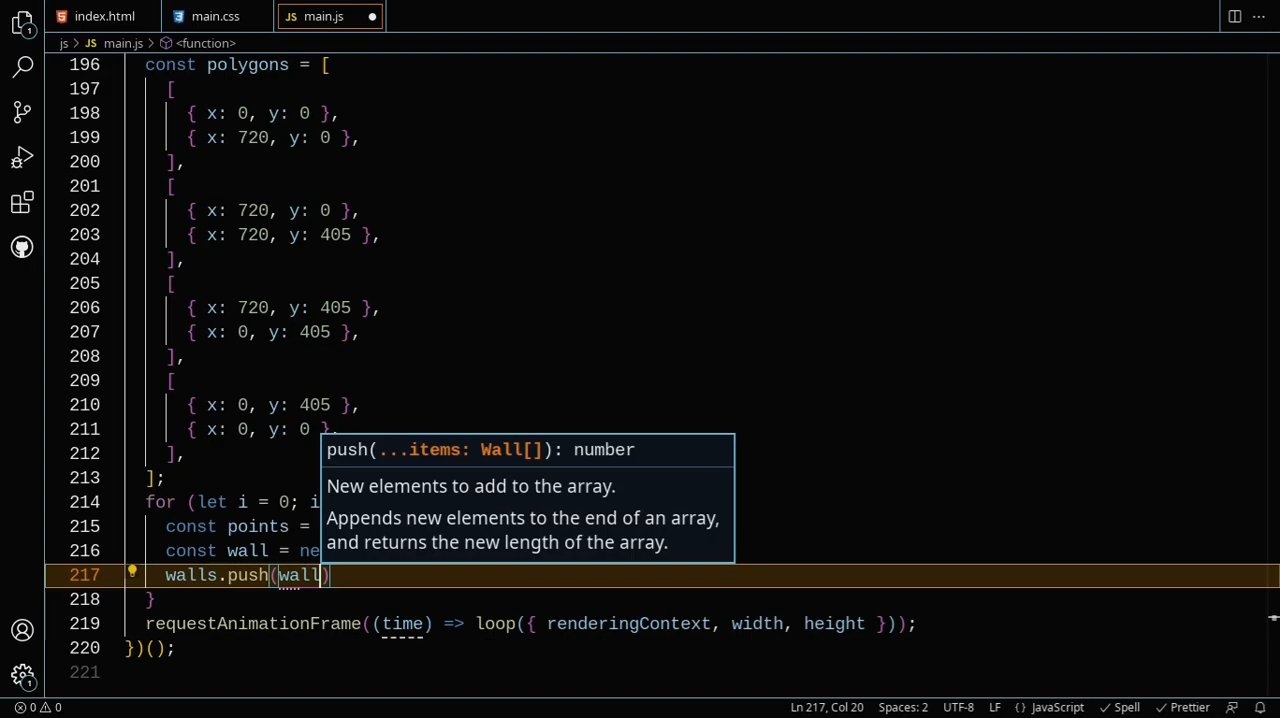 index.html main.css JS main.js
js > JS main.js > <function>
196 const polygons = [
197 [
198 { x: 0, y: 0 },
199 { x: 720, y: 0 },
200 ],
201 [
202 { x: 720, y: 0 },
203 { x: 720, y: 405 },
204 ],
205 [
206 { x: 720, y: 405 },
207 { x: 0, y: 405 },
208 ],
209 [
210 { x: 0, y: 405 },
211 { x: 0, y: 0 },
212 ],
213 ];
214 for (let i = 0; i
215 const points =
216 const wall = ne
217 walls.push(wall)
218 }
219 requestAnimationFrame((time) => loop({ renderingContext, width, height }));
220 })();
221
push(...items: Wall[]): number
New elements to add to the array.
Appends new elements to the end of an array,
and returns the new length of the array.
1
1
0 0 Ln 217, Col 20 Spaces: 2 UTF-8 LF {} JavaScript Spell Prettier